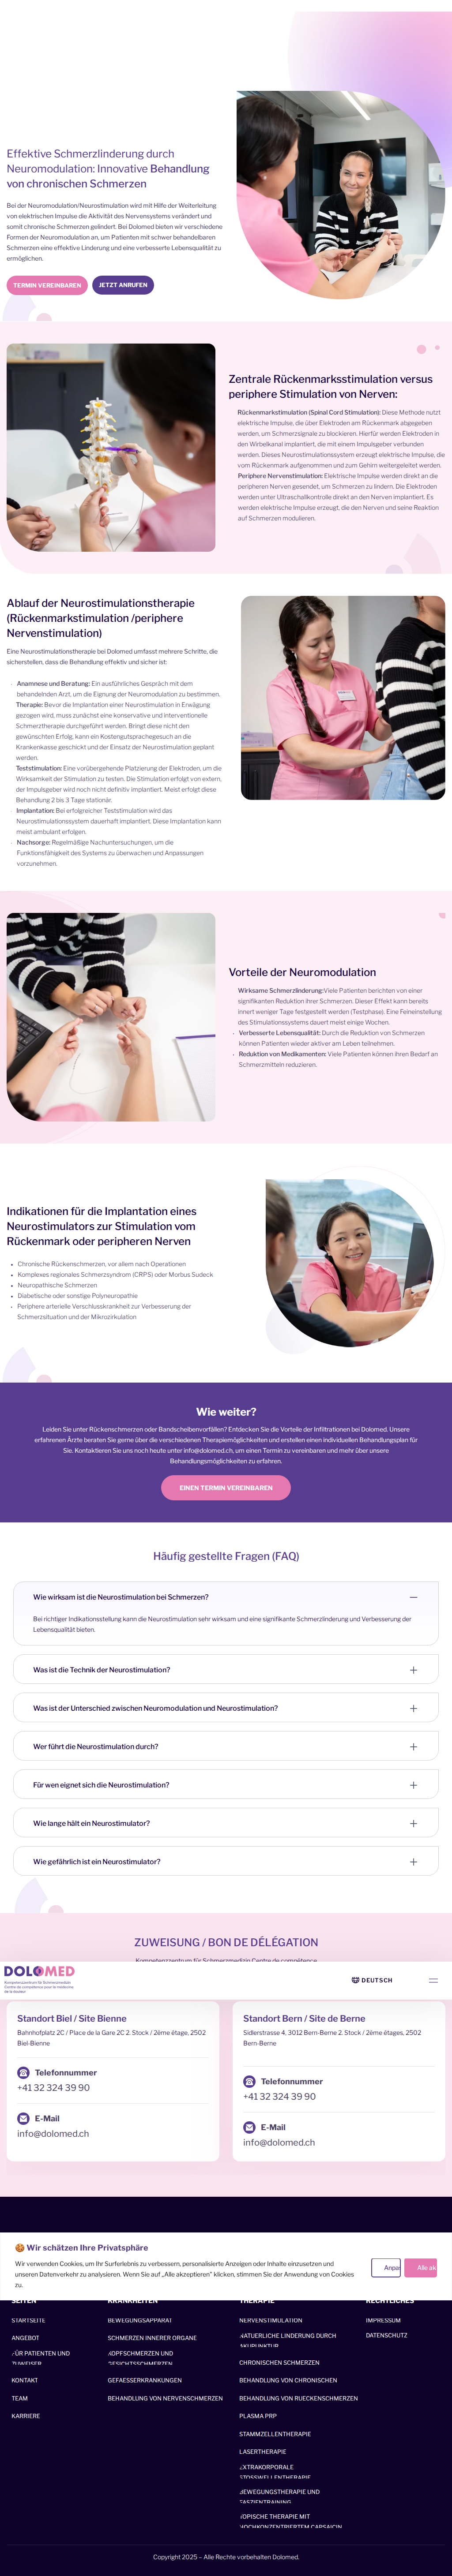 Effektive Schmerzlinderung durch
Neuromodulation: Innovative Behandlung
von chronischen Schmerzen
Bei der Neuromodulation/Neurostimulation wird mit Hilfe der Weiterleitung
von elektrischen Impulse die Aktivität des Nervensystems verändert und
somit chronische Schmerzen gelindert. Bei Dolomed bieten wir verschiedene
Formen der Neuromodulation an, um Patienten mit schwer behandelbaren
Schmerzen eine effektive Linderung und eine verbesserte Lebensqualität zu
ermöglichen.
TERMIN VEREINBAREN
JETZT ANRUFEN
Zentrale Rückenmarksstimulation versus
periphere Stimulation von Nerven:
Rückenmarkstimulation (Spinal Cord Stimulation): Diese Methode nutzt
elektrische Impulse, die über Elektroden am Rückenmark abgegeben
werden, um Schmerzsignale zu blockieren. Hierfür werden Elektroden in
den Wirbelkanal implantiert, die mit einem Impulsgeber verbunden
werden. Dieses Neurostimulationssystem erzeugt elektrische Impulse, die
vom Rückenmark aufgenommen und zum Gehirn weitergeleitet werden.
Periphere Nervenstimulation: Elektrische Impulse werden direkt an die
peripheren Nerven gesendet, um Schmerzen zu lindern. Die Elektroden
werden unter Ultraschallkontrolle direkt an den Nerven implantiert. Es
werden elektrische Impulse erzeugt, die den Nerven und seine Reaktion
auf Schmerzen modulieren.
Ablauf der Neurostimulationstherapie
(Rückenmarkstimulation /periphere
Nervenstimulation)
Eine Neurostimulationstherapie bei Dolomed umfasst mehrere Schritte, die
sicherstellen, dass die Behandlung effektiv und sicher ist:
Anamnese und Beratung: Ein ausführliches Gespräch mit dem
behandelnden Arzt, um die Eignung der Neuromodulation zu bestimmen.
Therapie: Bevor die Implantation einer Neurostimulation in Erwägung
gezogen wird, muss zunächst eine konservative und interventionelle
Schmerztherapie durchgeführt werden. Bringt diese nicht den
gewünschten Erfolg, kann ein Kostengutsprachegesuch an die
Krankenkasse geschickt und der Einsatz der Neurostimulation geplant
werden.
Teststimulation: Eine vorübergehende Platzierung der Elektroden, um die
Wirksamkeit der Stimulation zu testen. Die Stimulation erfolgt von extern.
der Impulsgeber wird noch nicht definitiv implantiert. Meist erfolgt diese
Behandlung 2 bis 3 Tage stationär.
Implantation: Bei erfolgreicher Teststimulation wird das
Neurostimulationssystem dauerhaft implantiert. Diese Implantation kann
meist ambulant erfolgen.
Nachsorge: Regelmäßige Nachuntersuchungen, um die
Funktionsfähigkeit des Systems zu überwachen und Anpassungen
vorzunehmen.
Vorteile der Neuromodulation
Wirksame Schmerzlinderung:Viele Patienten berichten von einer
signifikanten Reduktion ihrer Schmerzen. Dieser Effekt kann bereits
innert weniger Tage festgestellt werden (Testphase). Eine Feineinstellung
des Stimulationssystems dauert meist einige Wochen.
Verbesserte Lebensqualität: Durch die Reduktion von Schmerzen
können Patienten wieder aktiver am Leben teilnehmen.
Reduktion von Medikamenten: Viele Patienten können ihren Bedarf an
Schmerzmitteln reduzieren.
Indikationen für die Implantation eines
Neurostimulators zur Stimulation vom
Rückenmark oder peripheren Nerven
Chronische Rückenschmerzen, vor allem nach Operationen
Komplexes regionales Schmerzsyndrom (CRPS) oder Morbus Sudeck
Neuropathische Schmerzen
Diabetische oder sonstige Polyneuropathie
Periphere arterielle Verschlusskrankheit zur Verbesserung der
Schmerzsituation und der Mikrozirkulation
Wie weiter?
Leiden Sie unter Rückenschmerzen oder Bandscheibenvorfällen? Entdecken Sie die Vorteile der Infiltrationen bei Dolomed. Unsere
erfahrenen Ärzte beraten Sie gerne über die verschiedenen Therapiemöglichkeiten und erstellen einen individuellen Behandlungsplan für
Sie. Kontaktieren Sie uns noch heute unter info@dolomed.ch, um einen Termin zu vereinbaren und mehr über unsere
Behandlungsmöglichkeiten zu erfahren.
EINEN TERMIN VEREINBAREN
Häufig gestellte Fragen (FAQ)
Wie wirksam ist die Neurostimulation bei Schmerzen?
Bei richtiger Indikationsstellung kann die Neurostimulation sehr wirksam und eine signifikante Schmerzlinderung und Verbesserung der
Lebensqualität bieten.
Was ist die Technik der Neurostimulation?
Was ist der Unterschied zwischen Neuromodulation und Neurostimulation?
Wer führt die Neurostimulation durch?
Für wen eignet sich die Neurostimulation?
Wie lange hält ein Neurostimulator?
Wie gefährlich ist ein Neurostimulator?
ZUWEISUNG / BON DE DÉLÉGATION
Kompetenzzentrum für Schmerzmedizin Centre de compétence
DOLOMED
Kompetenzzentrum für Schmerzmedizin
Centre de compétence pour la médecine
de la douleur
DEUTSCH
Standort Biel / Site Bienne
Bahnhofplatz 2C / Place de la Gare 2C 2. Stock / 2éme étage, 2502
Biel-Bienne
Telefonnummer
+41 32 324 39 90
E-Mail
info@dolomed.ch
Standort Bern / Site de Berne
Sidlerstrasse 4, 3012 Bern-Berne 2. Stock / 2éme étages, 2502
Bern-Berne
Telefonnummer
+41 32 324 39 90
E-Mail
info@dolomed.ch
🍪 Wir schätzen Ihre Privatsphäre
Wir verwenden Cookies, um Ihr Surferlebnis zu verbessern, personalisierte Anzeigen oder Inhalte einzusetzen und
unseren Datenverkehr zu analysieren. Wenn Sie auf „Alle akzeptieren" klicken, stimmen Sie der Anwendung von Cookies
zu.
Anpas
Alle ak
SEITEN
STARTSEITE
ANGEBOT
FÜR PATIENTEN UND
ZUWEISER
KONTAKT
TEAM
KARRIERE
KRANKHEITEN
BEWEGUNGSAPPARAT
SCHMERZEN INNERER ORGANE
KOPFSCHMERZEN UND
GESICHTSSCHMERZEN
GEFAESSERKRANKUNGEN
BEHANDLUNG VON NERVENSCHMERZEN
THERAPIE
NERVENSTIMULATION
NATUERLICHE LINDERUNG DURCH
AKUPUNKTUR
CHRONISCHEN SCHMERZEN
BEHANDLUNG VON CHRONISCHEN
BEHANDLUNG VON RUECKENSCHMERZEN
PLASMA PRP
STAMMZELLENTHERAPIE
LASERTHERAPIE
EXTRAKORPORALE
STOSSWELLENTHERAPIE
BEWEGUNGSTHERAPIE UND
FASZIENTRAINING
TOPISCHE THERAPIE MIT
HOCHKONZENTRIERTEM CAPSAICIN
RECHTLICHES
IMPRESSUM
DATENSCHUTZ
Copyright 2025 – Alle Rechte vorbehalten Dolomed.